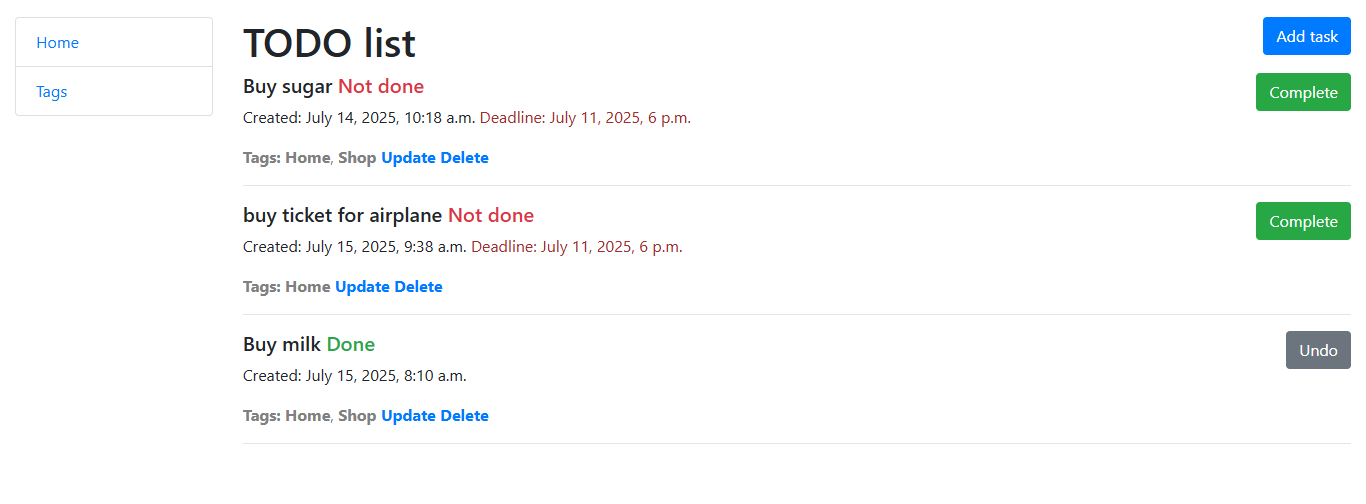 Home
Tags
TODO list
Add task
Buy sugar Not done
Complete
Created: July 14, 2025, 10:18 a.m. Deadline: July 11, 2025, 6 p.m.
Tags: Home, Shop Update Delete
buy ticket for airplane Not done
Complete
Created: July 15, 2025, 9:38 a.m. Deadline: July 11, 2025, 6 p.m.
Tags: Home Update Delete
Buy milk Done
Undo
Created: July 15, 2025, 8:10 a.m.
Tags: Home, Shop Update Delete